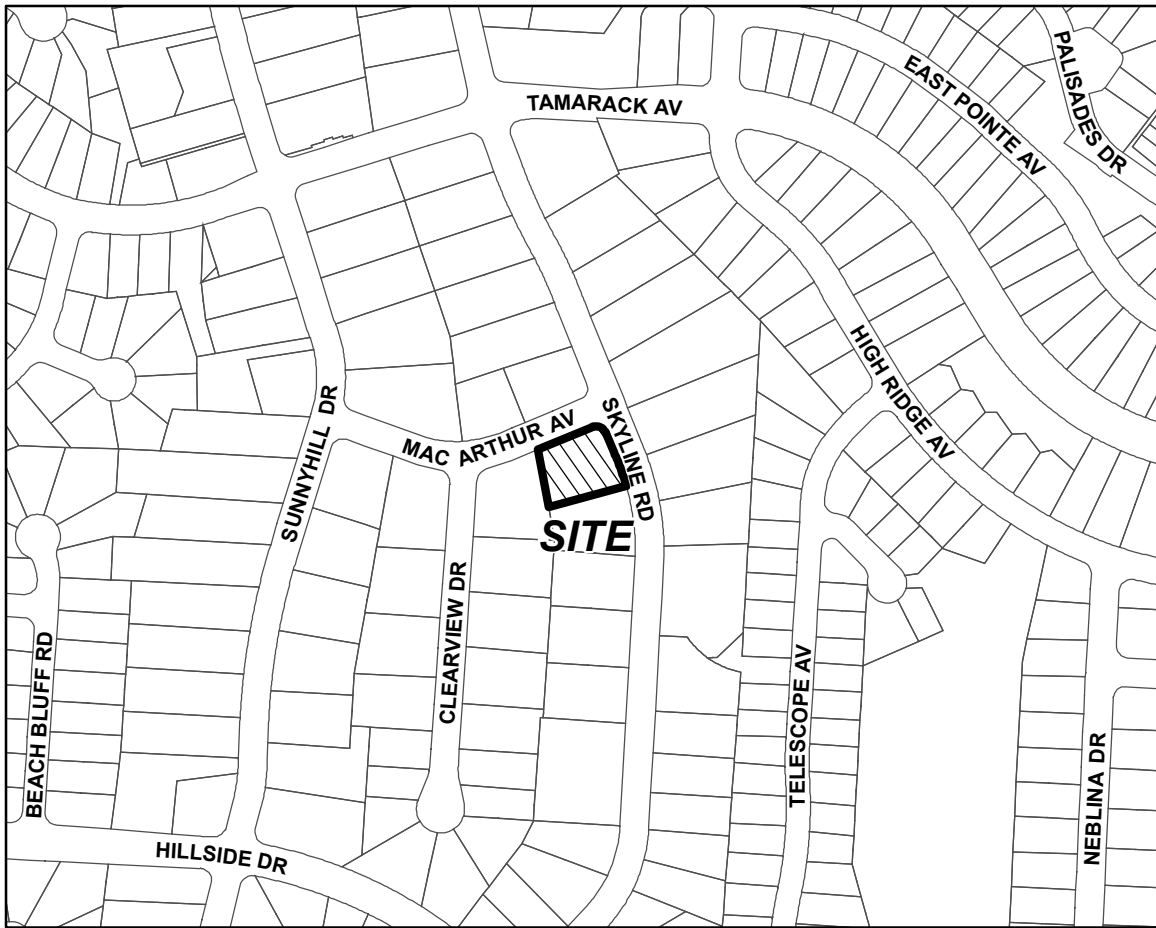 PALISADES DR
EAST POINTE AV
TAMARACK AV
HIGH RIDGE AV
SKYLINE RD
MAC ARTHUR AV
SUNNYHILL DR
SITE
CLEARVIEW DR
BEACH BLUFF RD
TELESCOPE AV
NEBLINA DR
HILLSIDE DR